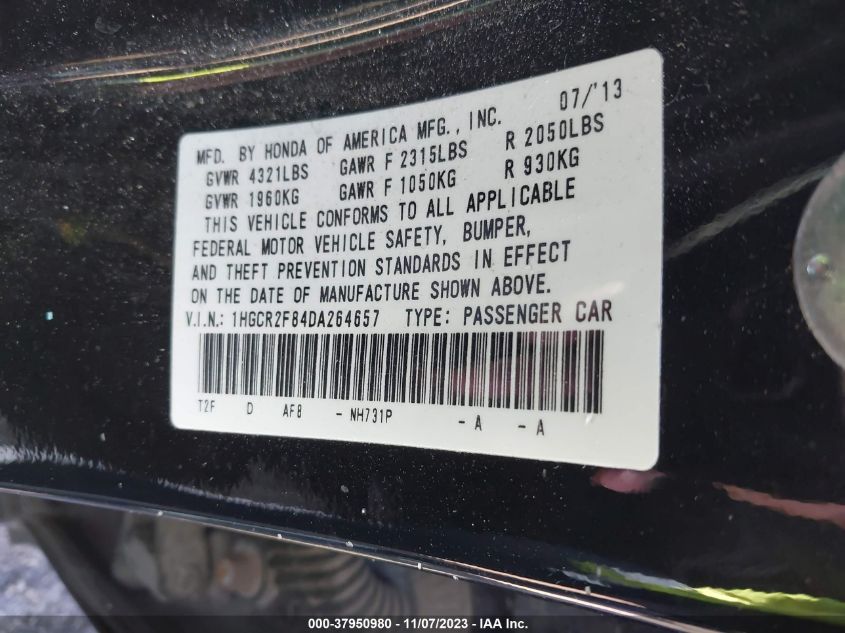 07/'13
MFD. BY HONDA OF AMERICA MFG., INC.
GVWR 4321LBS GAWR F 2315LBS R 2050LBS
GVWR 1960KG GAWR F 1050KG R 930KG
THIS VEHICLE CONFORMS TO ALL APPLICABLE
FEDERAL MOTOR VEHICLE SAFETY, BUMPER,
AND THEFT PREVENTION STANDARDS IN EFFECT
ON THE DATE OF MANUFACTURE SHOWN ABOVE.
V.I.N.: 1HGCR2F84DA264657 TYPE: PASSENGER CAR
T2F D AF8 - NH731P - A - A
000-37950980 | 11/07/2023 | IAA Inc.